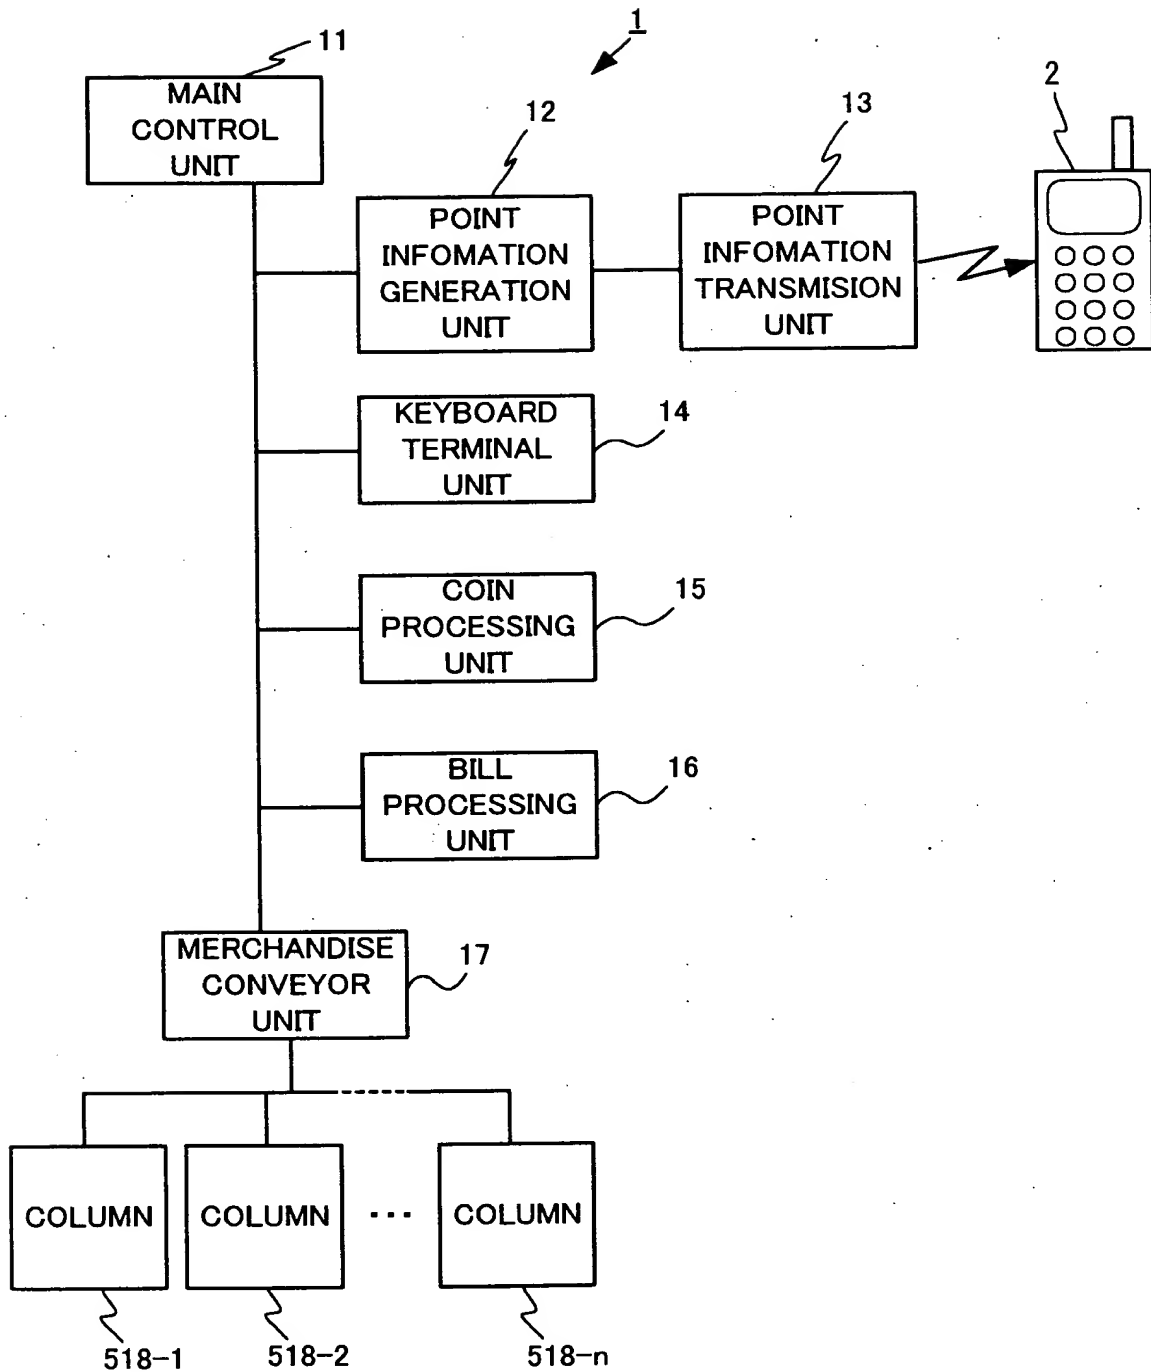 1
11
MAIN
CONTROL
UNIT
12
POINT
INFOMATION
GENERATION
UNIT
13
POINT
INFOMATION
TRANSMISION
UNIT
2
KEYBOARD
TERMINAL
UNIT
14
COIN
PROCESSING
UNIT
15
BILL
PROCESSING
UNIT
16
MERCHANDISE
CONVEYOR
UNIT
17
COLUMN
COLUMN
...
COLUMN
518-1
518-2
518-n